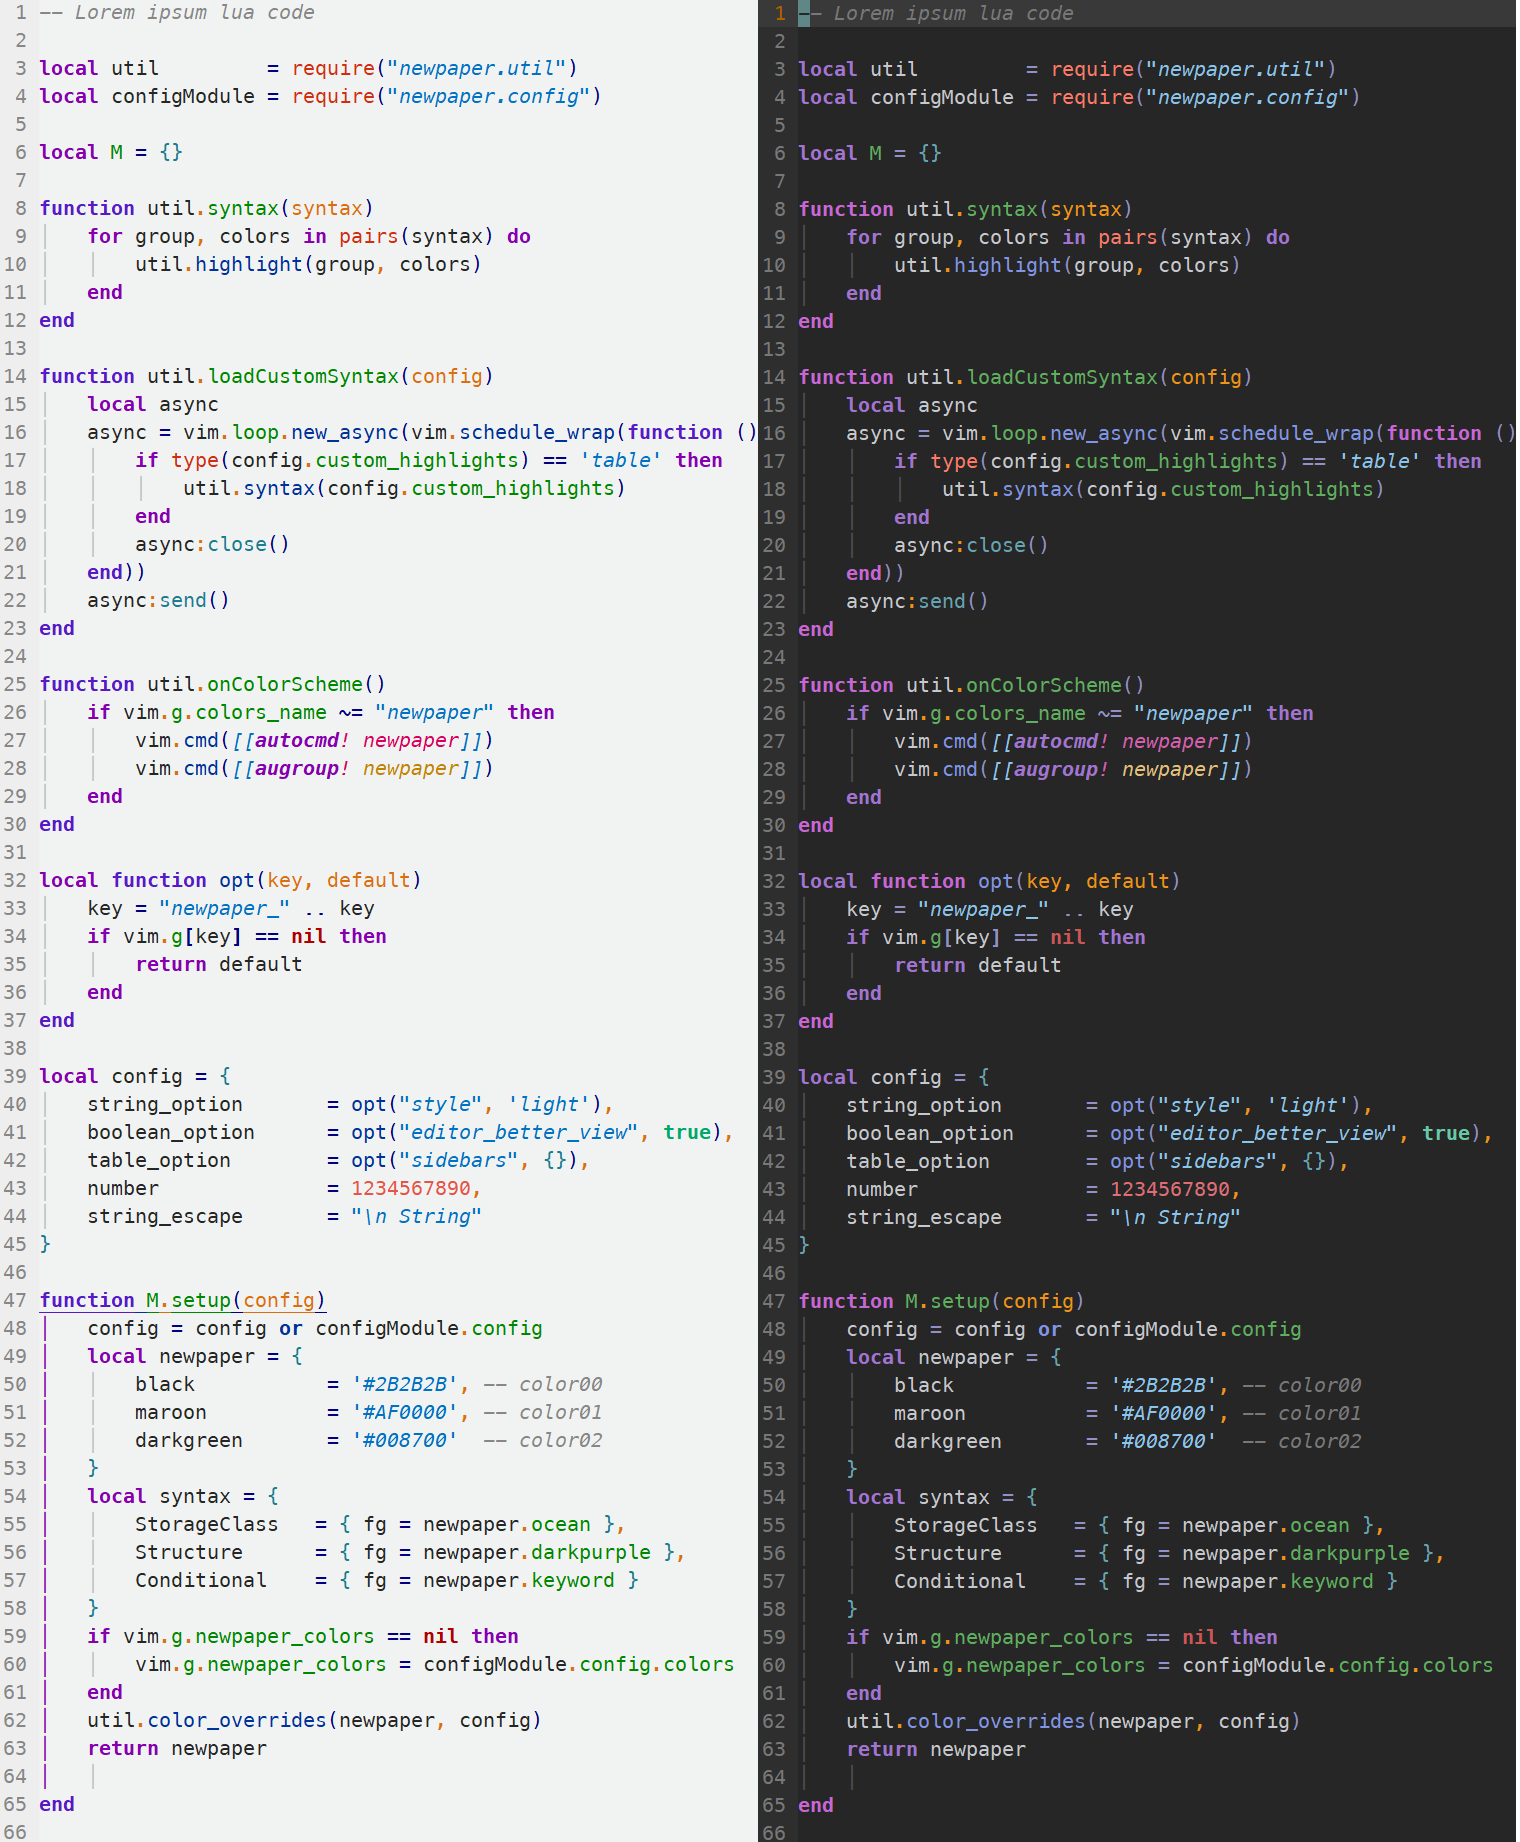 1 -- Lorem ipsum lua code
2
3 local util         = require("newpaper.util")
4 local configModule = require("newpaper.config")
5
6 local M = {}
7
8 function util.syntax(syntax)
9     for group, colors in pairs(syntax) do
10         util.highlight(group, colors)
11     end
12 end
13
14 function util.loadCustomSyntax(config)
15     local async
16     async = vim.loop.new_async(vim.schedule_wrap(function ()
17         if type(config.custom_highlights) == 'table' then
18             util.syntax(config.custom_highlights)
19         end
20         async:close()
21     end))
22     async:send()
23 end
24
25 function util.onColorScheme()
26     if vim.g.colors_name ~= "newpaper" then
27         vim.cmd([[autocmd! newpaper]])
28         vim.cmd([[augroup! newpaper]])
29     end
30 end
31
32 local function opt(key, default)
33     key = "newpaper_" .. key
34     if vim.g[key] == nil then
35         return default
36     end
37 end
38
39 local config = {
40     string_option       = opt("style", 'light'),
41     boolean_option      = opt("editor_better_view", true),
42     table_option        = opt("sidebars", {}),
43     number              = 1234567890,
44     string_escape       = "\n String"
45 }
46
47 function M.setup(config)
48     config = config or configModule.config
49     local newpaper = {
50         black           = '#2B2B2B', -- color00
51         maroon          = '#AF0000', -- color01
52         darkgreen       = '#008700'  -- color02
53     }
54     local syntax = {
55         StorageClass   = { fg = newpaper.ocean },
56         Structure      = { fg = newpaper.darkpurple },
57         Conditional    = { fg = newpaper.keyword }
58     }
59     if vim.g.newpaper_colors == nil then
60         vim.g.newpaper_colors = configModule.config.colors
61     end
62     util.color_overrides(newpaper, config)
63     return newpaper
64
65 end
66
1 -- Lorem ipsum lua code
2
3 local util         = require("newpaper.util")
4 local configModule = require("newpaper.config")
5
6 local M = {}
7
8 function util.syntax(syntax)
9     for group, colors in pairs(syntax) do
10         util.highlight(group, colors)
11     end
12 end
13
14 function util.loadCustomSyntax(config)
15     local async
16     async = vim.loop.new_async(vim.schedule_wrap(function ()
17         if type(config.custom_highlights) == 'table' then
18             util.syntax(config.custom_highlights)
19         end
20         async:close()
21     end))
22     async:send()
23 end
24
25 function util.onColorScheme()
26     if vim.g.colors_name ~= "newpaper" then
27         vim.cmd([[autocmd! newpaper]])
28         vim.cmd([[augroup! newpaper]])
29     end
30 end
31
32 local function opt(key, default)
33     key = "newpaper_" .. key
34     if vim.g[key] == nil then
35         return default
36     end
37 end
38
39 local config = {
40     string_option       = opt("style", 'light'),
41     boolean_option      = opt("editor_better_view", true),
42     table_option        = opt("sidebars", {}),
43     number              = 1234567890,
44     string_escape       = "\n String"
45 }
46
47 function M.setup(config)
48     config = config or configModule.config
49     local newpaper = {
50         black           = '#2B2B2B', -- color00
51         maroon          = '#AF0000', -- color01
52         darkgreen       = '#008700'  -- color02
53     }
54     local syntax = {
55         StorageClass   = { fg = newpaper.ocean },
56         Structure      = { fg = newpaper.darkpurple },
57         Conditional    = { fg = newpaper.keyword }
58     }
59     if vim.g.newpaper_colors == nil then
60         vim.g.newpaper_colors = configModule.config.colors
61     end
62     util.color_overrides(newpaper, config)
63     return newpaper
64
65 end
66